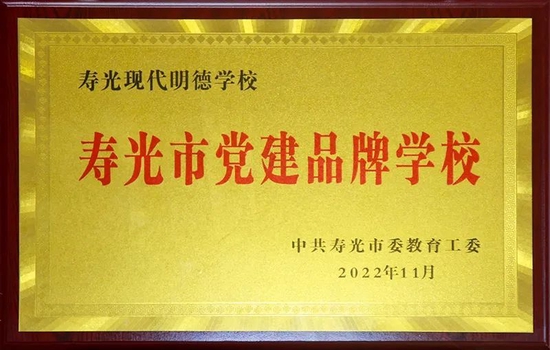 寿光现代明德学校
寿光市党建品牌学校
中共寿光市委教育工委
2022年11月